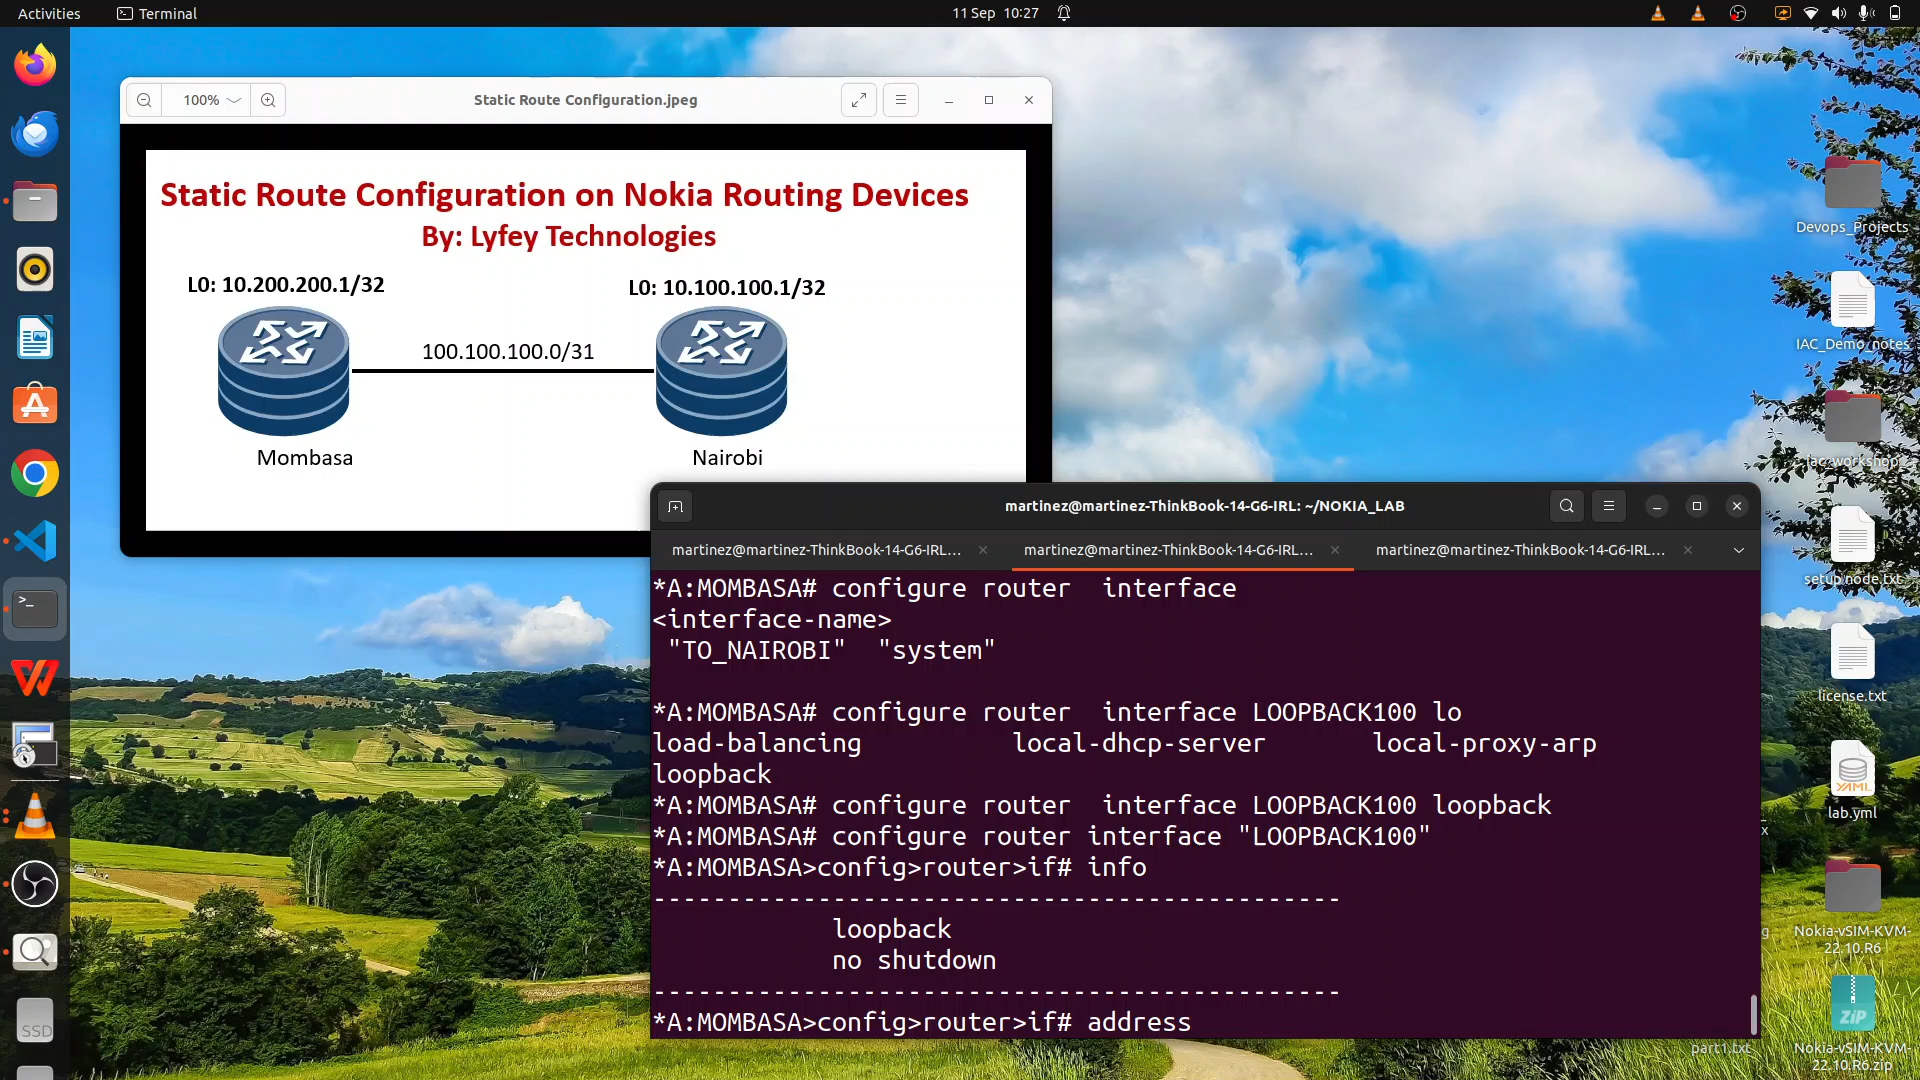 Activities
Terminal
11 Sep 10:27
100%
Static Route Configuration.jpeg
Static Route Configuration on Nokia Routing Devices
By: Lyfey Technologies
L0: 10.200.200.1/32
L0: 10.100.100.1/32
100.100.100.0/31
Mombasa
Nairobi
martinez@martinez-ThinkBook-14-G6-IRL: ~/NOKIA_LAB
martinez@martinez-ThinkBook-14-G6-IRL...
martinez@martinez-ThinkBook-14-G6-IRL...
martinez@martinez-ThinkBook-14-G6-IRL...
*A:MOMBASA# configure router  interface
<interface-name>
 "TO_NAIROBI"  "system"
*A:MOMBASA# configure router  interface LOOPBACK100 lo
load-balancing          local-dhcp-server       local-proxy-arp
loopback
*A:MOMBASA# configure router  interface LOOPBACK100 loopback
*A:MOMBASA# configure router interface "LOOPBACK100"
*A:MOMBASA>config>router>if# info
----------------------------------------------
            loopback
            no shutdown
----------------------------------------------
*A:MOMBASA>config>router>if# address
Devops_Projects
IAC_Demo_notes
iac-workshop
setup node.txt
license.txt
YAML
lab.yml
Nokia-vSIM-KVM-
22.10.R6
ZiP
Nokia-vSIM-KVM-
22.10.R6.zip
part1.txt
SSD